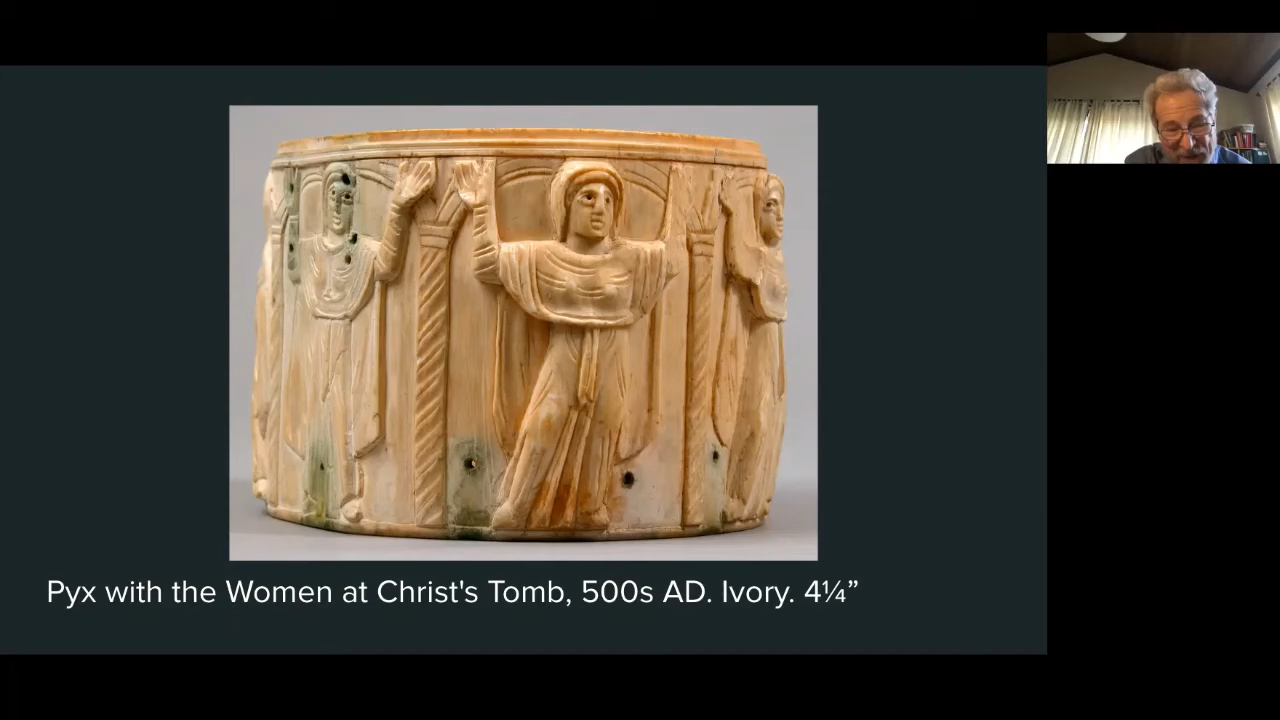 Pyx with the Women at Christ's Tomb, 500s AD. Ivory. 4¼”